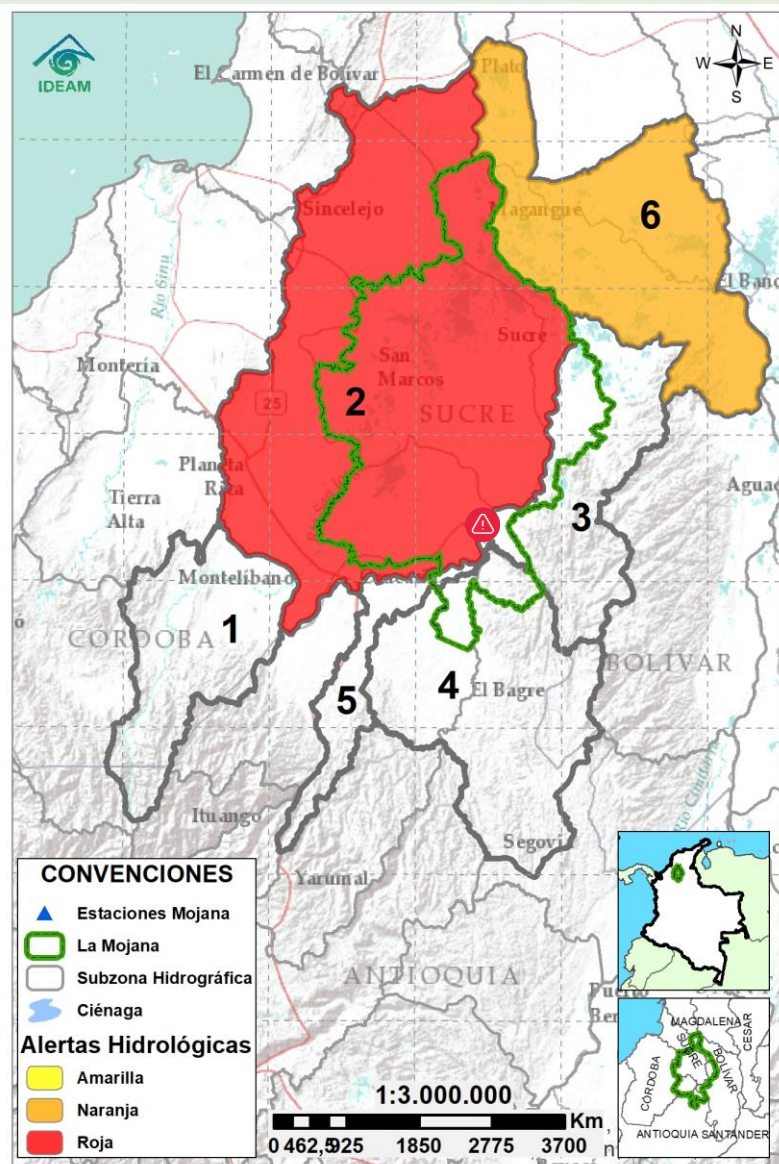 IDEAM
N
W E
S
El Carmen de Bolívar
Plato
Sincelejo
Magangué
6
El Banc
Río Sinú
Montería
Sucre
San
Marcos
2
SUCRE
25
Planeta
Rica
Tierra
Alta
Aguac
3
Montelíbano
1
CÓRDOBA
BOLÍVAR
4
5
El Bagre
Ituango
Segovi
Yarumal
ANTIOQUIA
Puerto
Ber
CONVENCIONES
Estaciones Mojana
La Mojana
Subzona Hidrográfica
Ciénaga
Alertas Hidrológicas
Amarilla
Naranja
Roja
1:3.000.000
Km
0 462,5 925 1850 2775 3700
MAGDALENA
CESAR
SUCRE
BOLÍVAR
CÓRDOBA
ANTIOQUIA SANTANDER